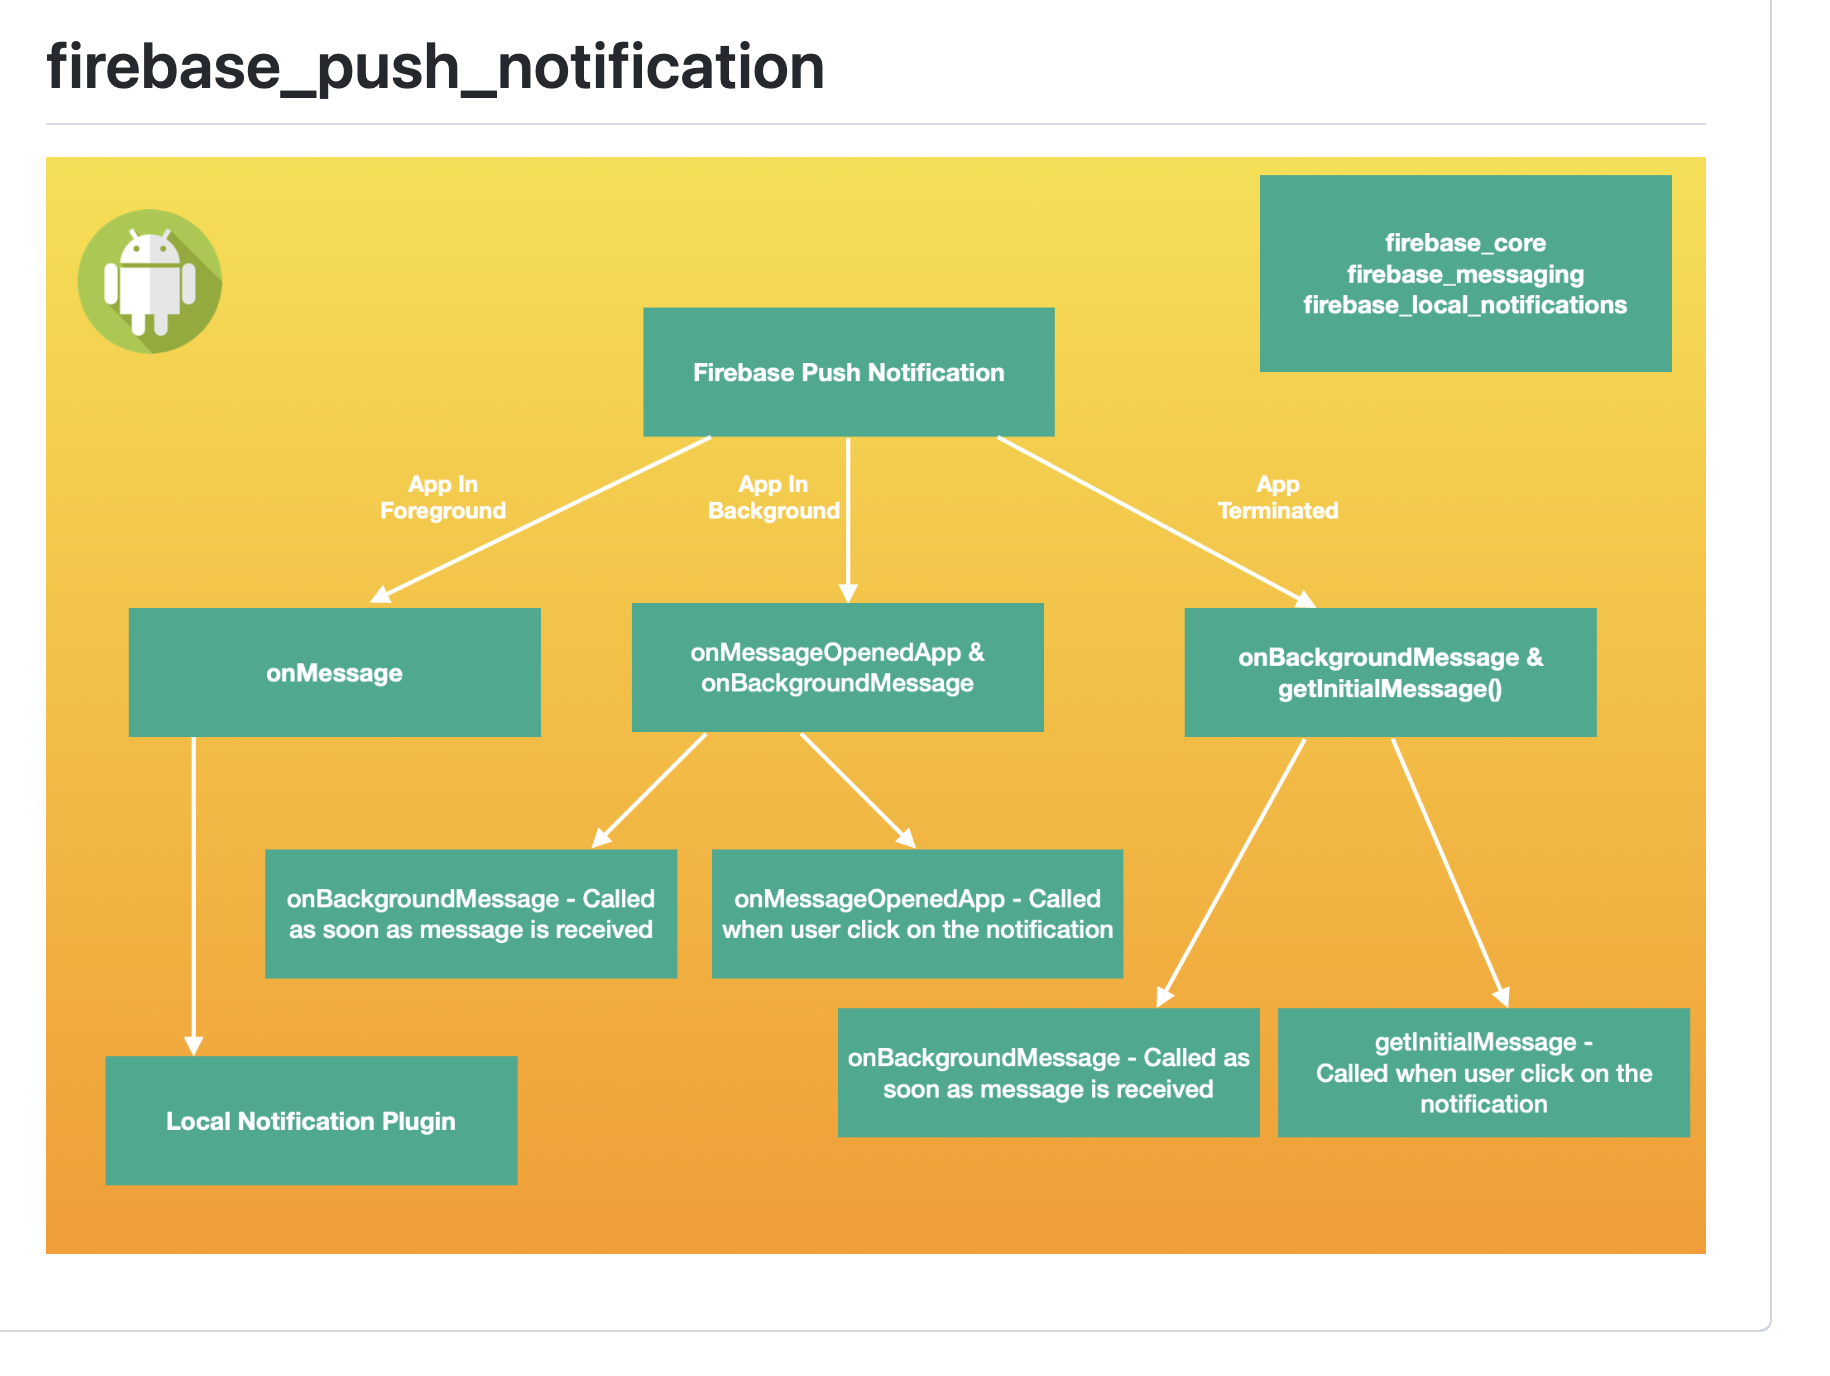 firebase_push_notification
firebase_core
firebase_messaging
firebase_local_notifications
Firebase Push Notification
App In
Foreground
App In
Background
App
Terminated
onMessage
onMessageOpenedApp &
onBackgroundMessage
onBackgroundMessage &
getInitialMessage()
onBackgroundMessage - Called
as soon as message is received
onMessageOpenedApp - Called
when user click on the notification
onBackgroundMessage - Called as
soon as message is received
getInitialMessage -
Called when user click on the
notification
Local Notification Plugin